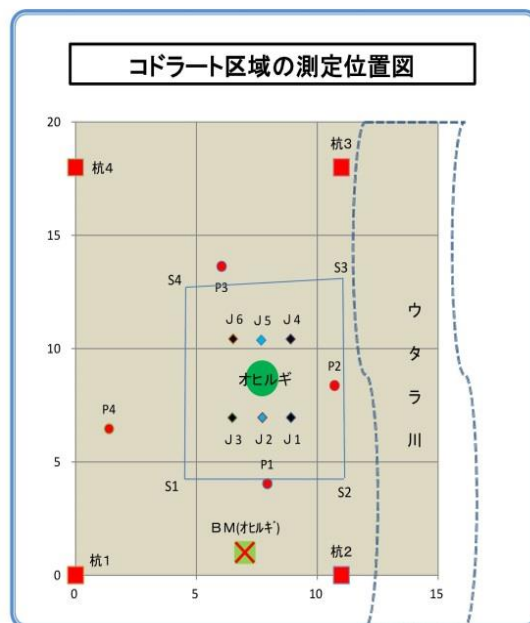 コドラート区域の測定位置図
20
杭4
杭3
15
S4
P3
S3
J6 J5 J4
ウタラ川
10
オヒルギ
P2
P4
J3 J2 J1
5
S1
P1
S2
BM(オヒルギ)
杭1
杭2
0
0 5 10 15